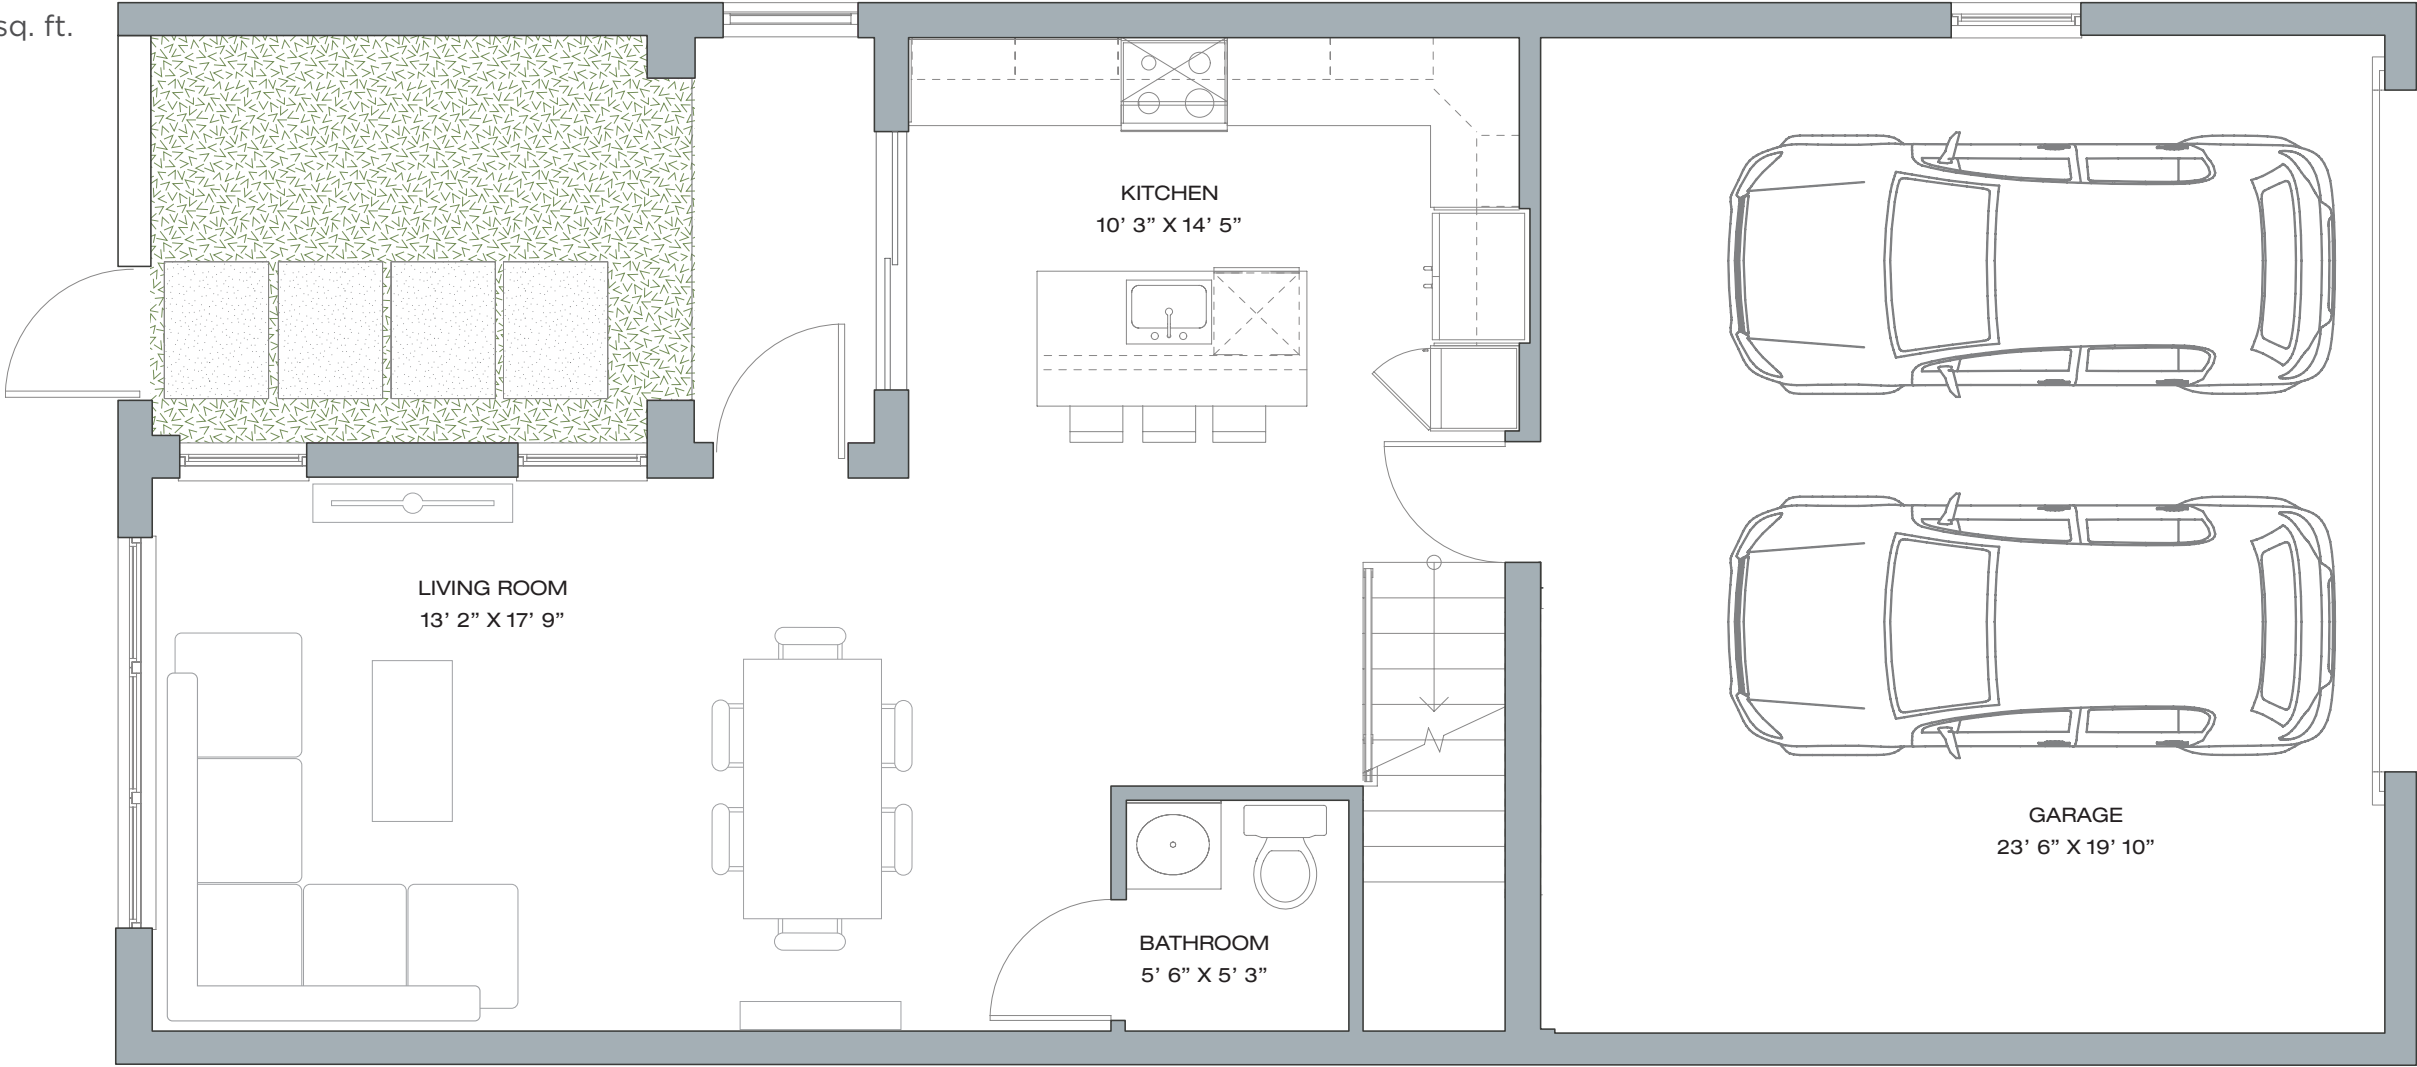 sq. ft.
KITCHEN
10’ 3” X 14’ 5”
LIVING ROOM
13’ 2” X 17’ 9”
GARAGE
23’ 6” X 19’ 10”
BATHROOM
5’ 6” X 5’ 3”